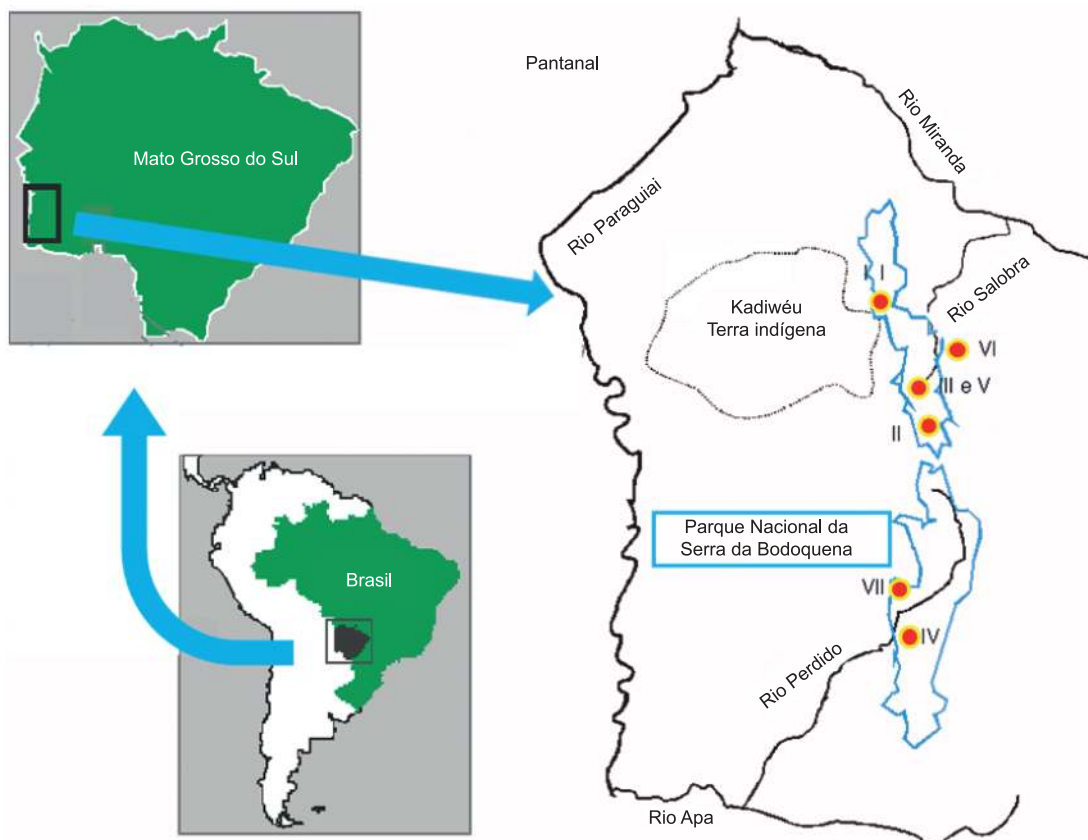 Pantanal
Rio Miranda
Mato Grosso do Sul
Rio Paraguiai
Rio Salobra
I
Kadiwéu
Terra indígena
VI
III e V
II
Parque Nacional da
Serra da Bodoquena
Brasil
VII
IV
Rio Perdido
Rio Apa